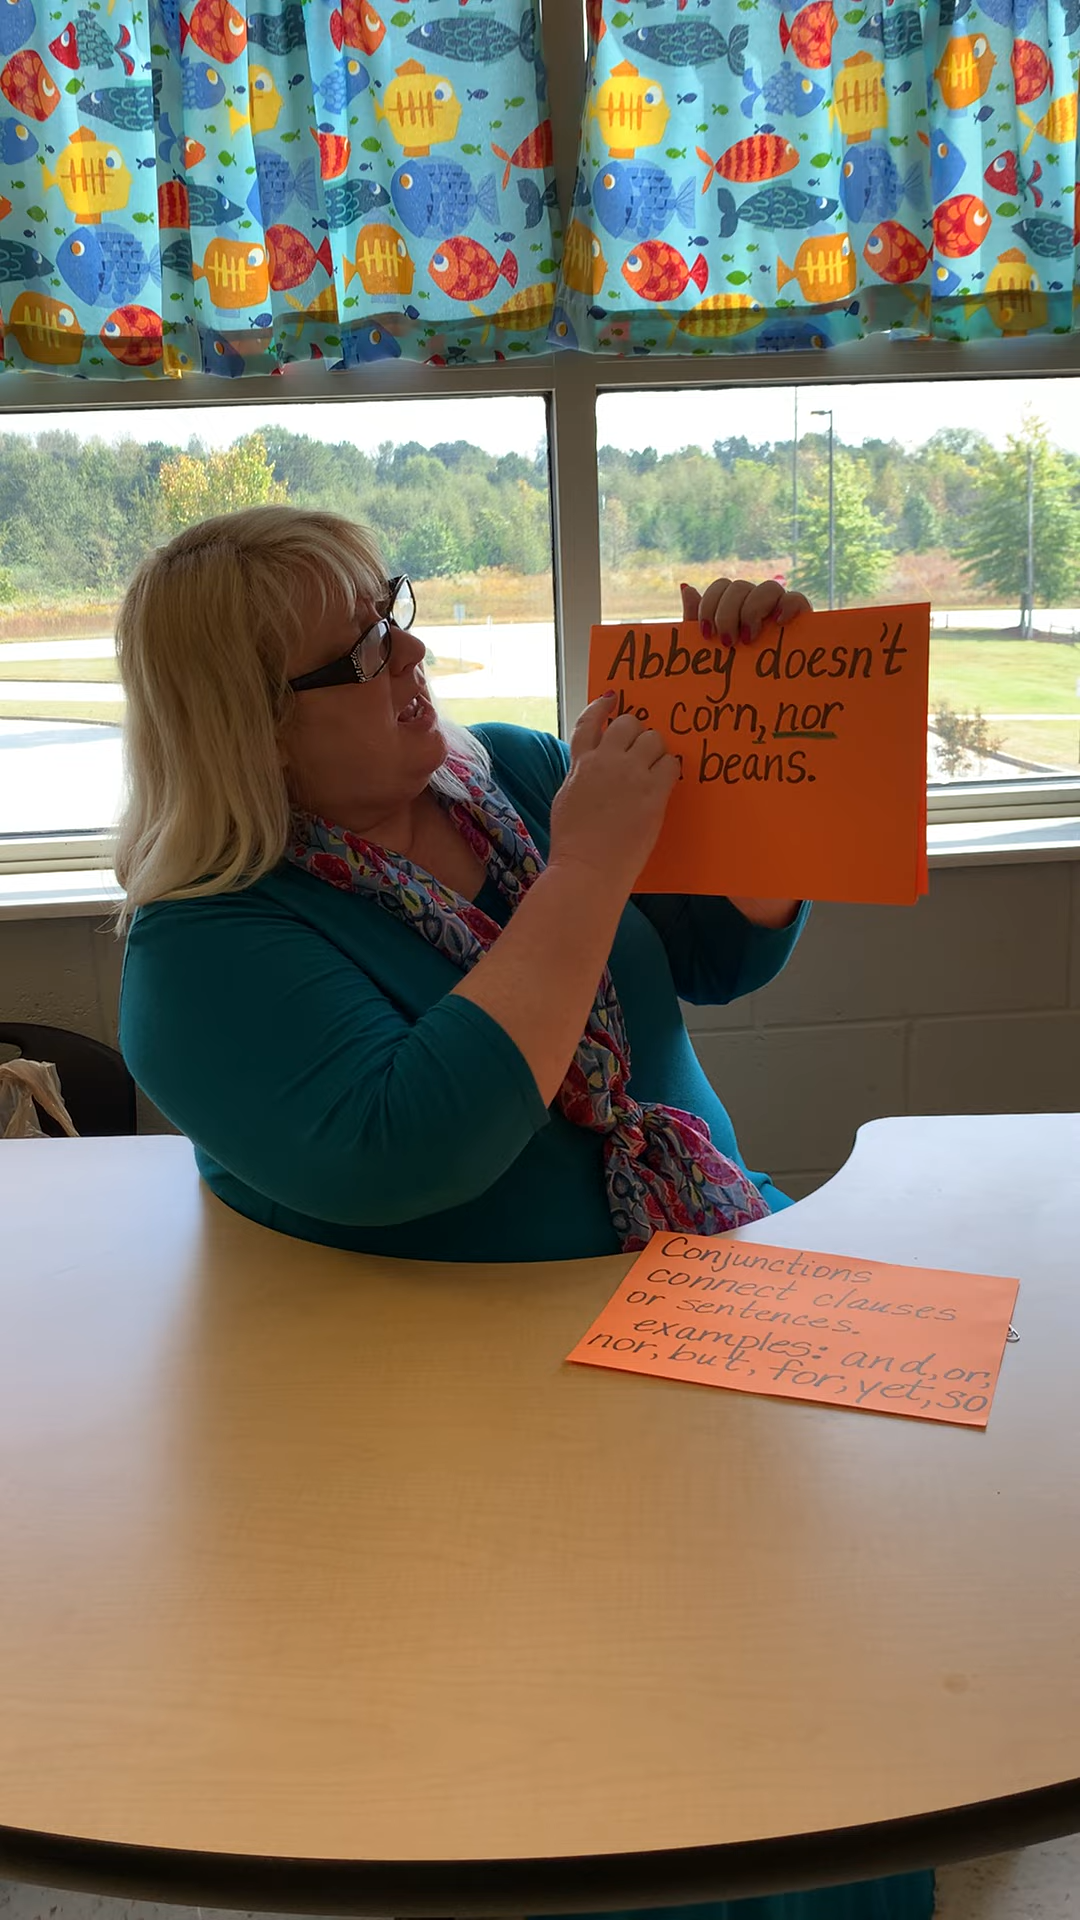 Abbey doesn't
corn, nor
beans.
Conjunctions
connect clauses
or sentences.
examples: and, or,
nor, but, for, yet, so